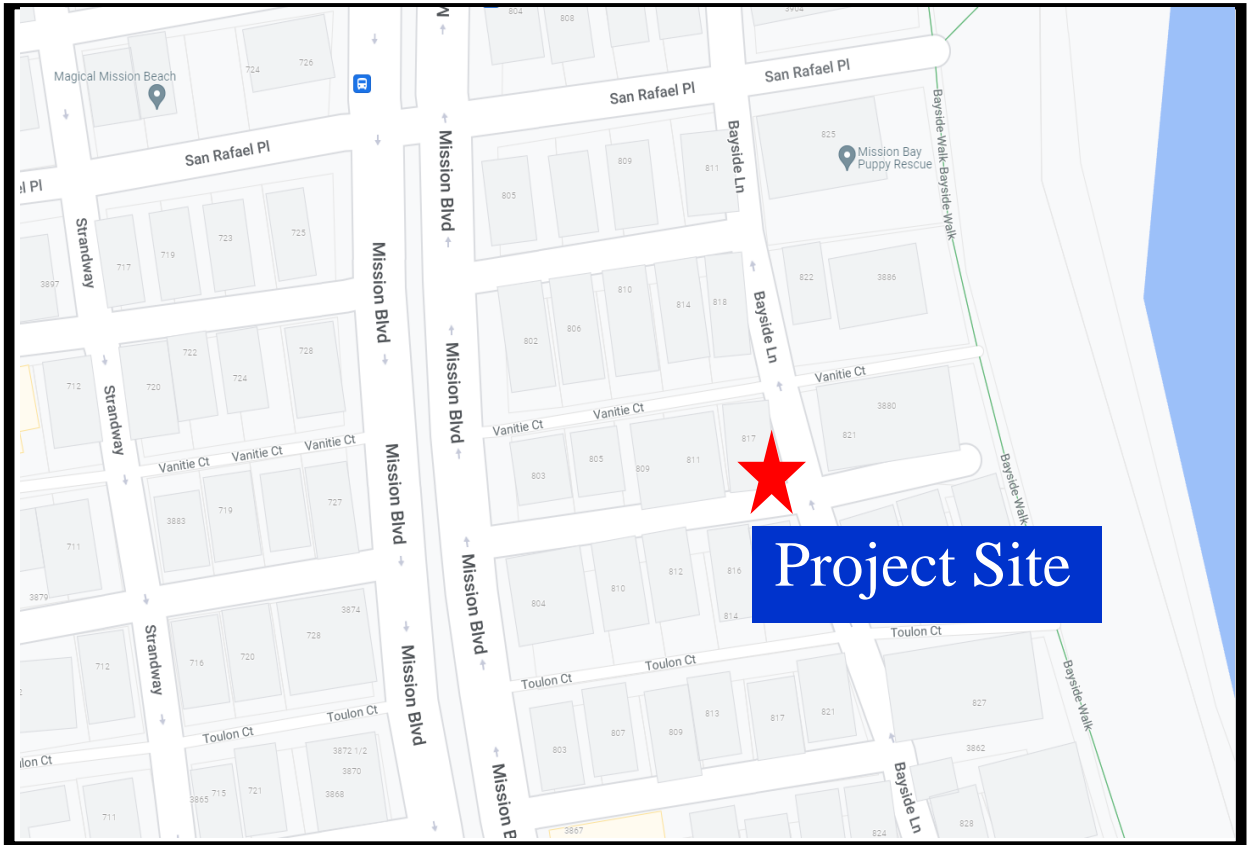 804
808
Magical Mission Beach
724
726
San Rafael Pl
San Rafael Pl
San Rafael Pl
el Pl
Mission Blvd
Bayside Ln
825
Mission Bay
Puppy Rescue
Bayside-Walk-Bayside-Walk
805
809
811
Strandway
717
719
723
725
3897
Mission Blvd
822
3886
802
806
810
814
818
Bayside Ln
712
720
722
724
728
Strandway
Mission Blvd
Vanitie Ct
Vanitie Ct
Vanitie Ct
3880
821
Vanitie Ct
Vanitie Ct
Vanitie Ct
803
805
809
811
817
Mission Blvd
Bayside-Walk
3883
719
727
711
3879
Project Site
804
810
812
816
814
Mission Blvd
3874
728
Strandway
712
716
720
Mission Blvd
Toulon Ct
Toulon Ct
Toulon Ct
Bayside-Walk
Toulon Ct
Toulon Ct
803
807
809
813
817
821
827
3862
3872 1/2
3870
3868
3865
715
721
711
Bayside Ln
3867
824
828